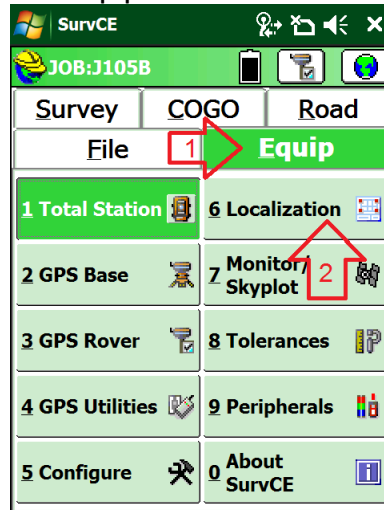 SurvCE
JOB:J105B
Survey COGO Road
File 1 Equip
1 Total Station 6 Localization
2 GPS Base 7 Monitor/
Skyplot 2
3 GPS Rover 8 Tolerances
4 GPS Utilities 9 Peripherals
5 Configure 0 About
SurvCE